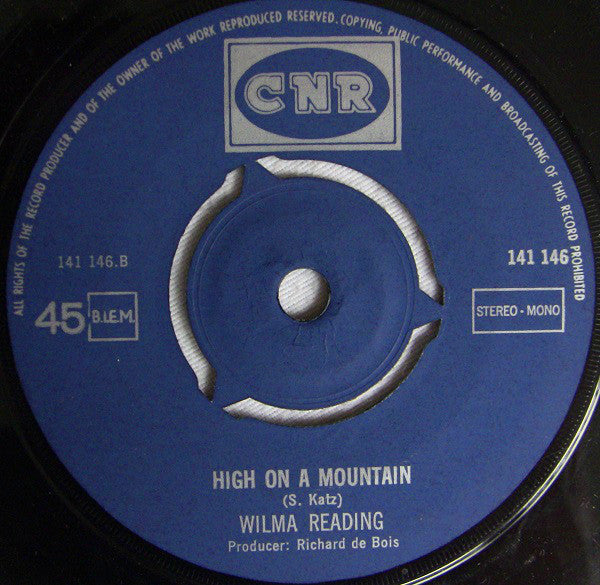 ALL RIGHTS OF THE RECORD PRODUCER AND OF THE OWNER OF THE WORK REPRODUCED RESERVED. COPYING, PUBLIC PERFORMANCE AND BROADCASTING OF THIS RECORD PROHIBITED
CNR
141 146.B
141 146
45 B.I.E.M.
STEREO - MONO
HIGH ON A MOUNTAIN
(S. Katz)
WILMA READING
Producer: Richard de Bois